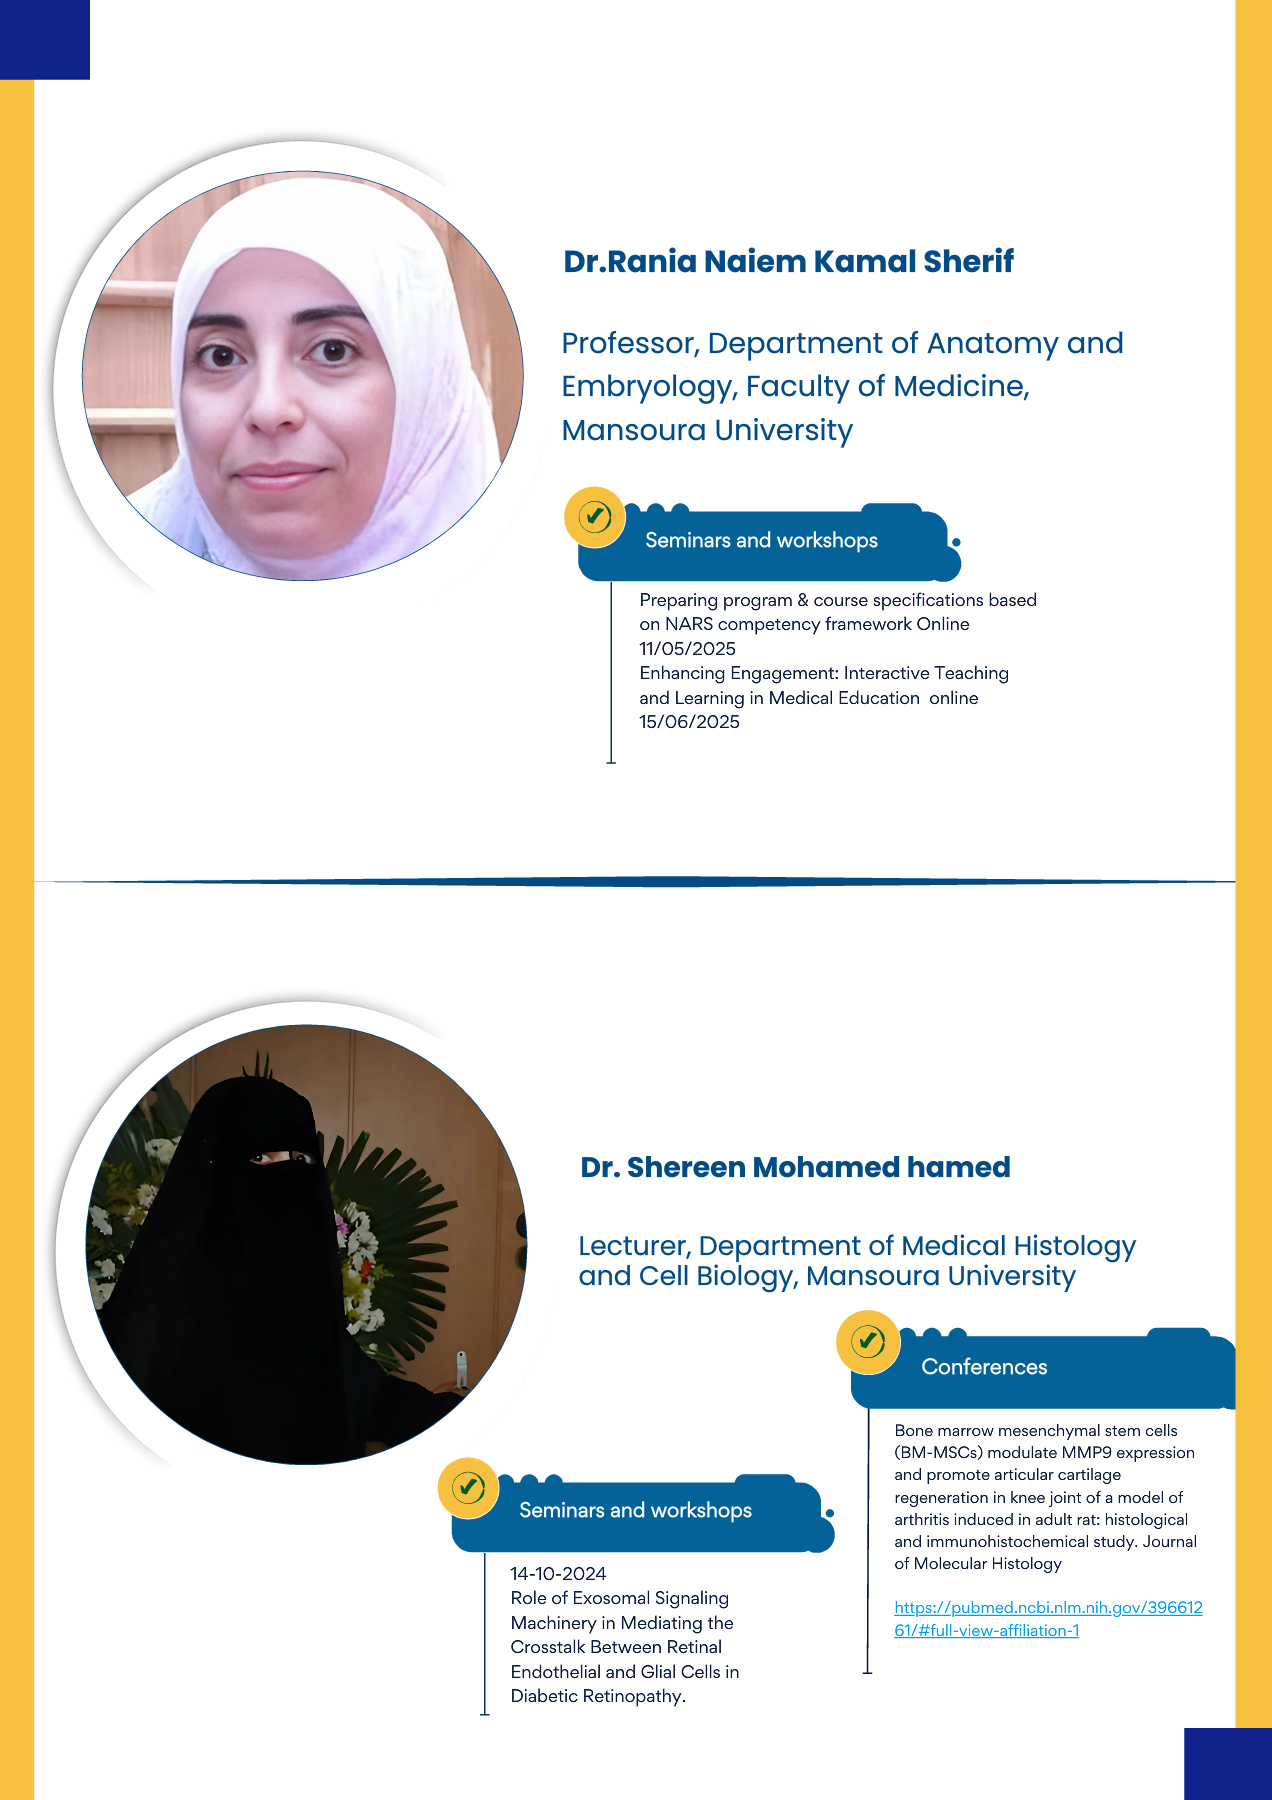 Dr.Rania Naiem Kamal Sherif
Professor, Department of Anatomy and
Embryology, Faculty of Medicine,
Mansoura University
Seminars and workshops
Preparing program & course specifications based
on NARS competency framework Online
11/05/2025
Enhancing Engagement: Interactive Teaching
and Learning in Medical Education  online
15/06/2025
Dr. Shereen Mohamed hamed
Lecturer, Department of Medical Histology
and Cell Biology, Mansoura University
Conferences
Bone marrow mesenchymal stem cells
(BM-MSCs) modulate MMP9 expression
and promote articular cartilage
regeneration in knee joint of a model of
arthritis induced in adult rat: histological
and immunohistochemical study. Journal
of Molecular Histology
https://pubmed.ncbi.nlm.nih.gov/396612
61/#full-view-affiliation-1
Seminars and workshops
14-10-2024
Role of Exosomal Signaling
Machinery in Mediating the
Crosstalk Between Retinal
Endothelial and Glial Cells in
Diabetic Retinopathy.